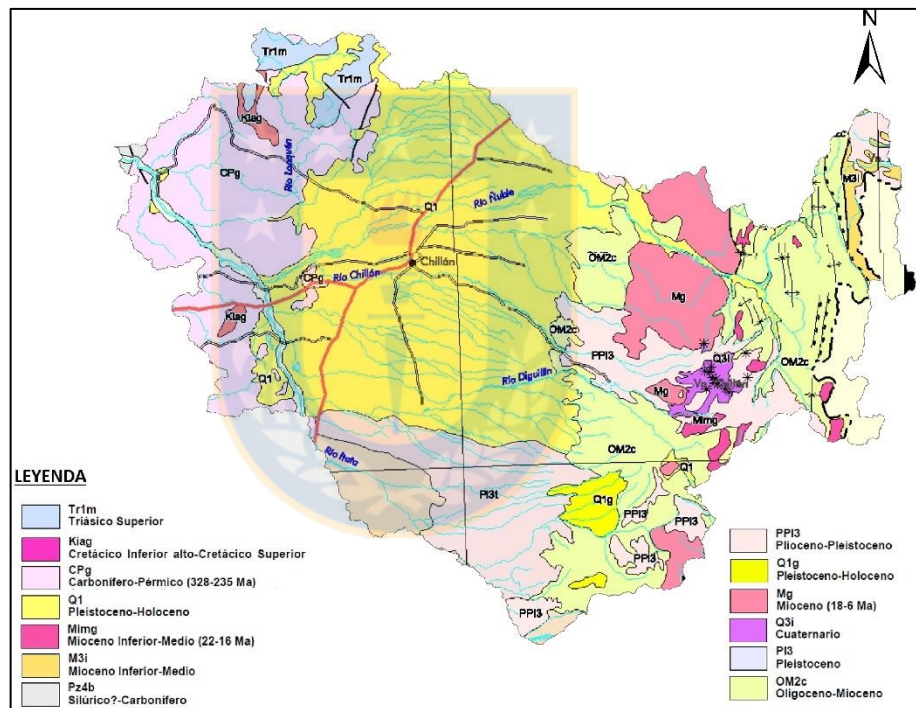 N
Tr1m
Tr1m
Kiag
CPg
Río Lonquén
Q1
Río Ñuble
M3i
OM2c
Mg
CPg
Río Chillán
Chillán
Kiag
OM2c
PPl3
Q3i
OM2c
Q1
Río Diguillín
Mg
Mimg
Río Itata
OM2c
Q1
Pl3t
Q1g
PPl3
PPl3
PPl3
PPl3
LEYENDA
Tr1m
Triásico Superior
Kiag
Cretácico Inferior alto-Cretácico Superior
CPg
Carbonífero-Pérmico (328-235 Ma)
Q1
Pleistoceno-Holoceno
Mimg
Mioceno Inferior-Medio (22-16 Ma)
M3i
Mioceno Inferior-Medio
Pz4b
Silúrico?-Carbonífero
PPl3
Plioceno-Pleistoceno
Q1g
Pleistoceno-Holoceno
Mg
Mioceno (18-6 Ma)
Q3i
Cuaternario
Pl3
Pleistoceno
OM2c
Oligoceno-Mioceno